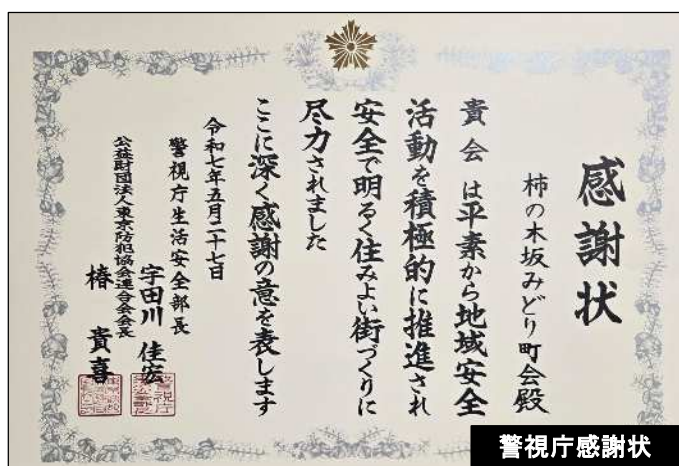 感謝状
柿の木坂みどり町会殿
貴会は平素から地域安全
活動を積極的に推進され
安全で明るく住みよい街づくりに
尽力されました
ここに深く感謝の意を表します
令和七年五月二十七日
警視庁生活安全部長
宇田川佳宏
公益財団法人東京防犯協会連合会会長
椿貴喜
警視庁感謝状